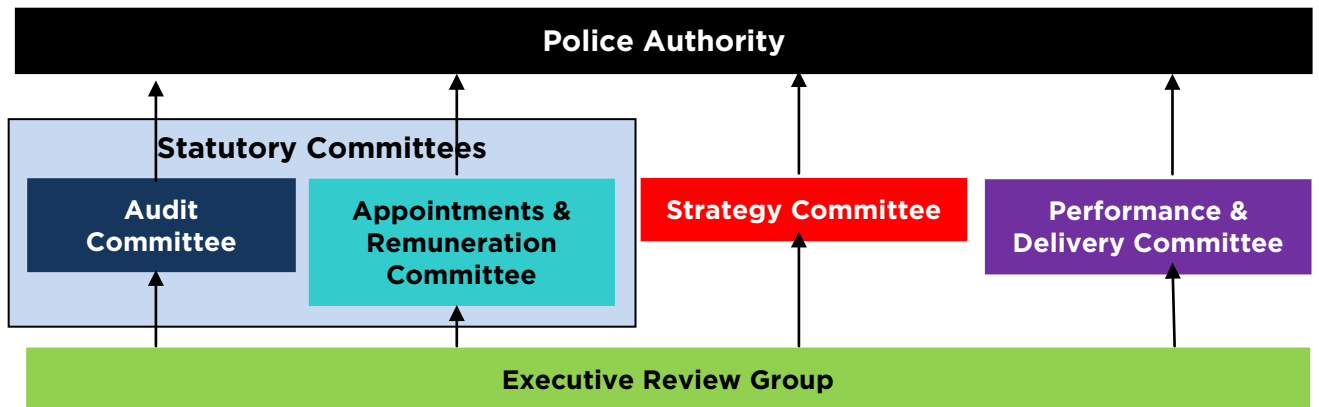 Police Authority
Statutory Committees
Audit
Committee
Appointments &
Remuneration
Committee
Strategy Committee
Performance &
Delivery Committee
Executive Review Group